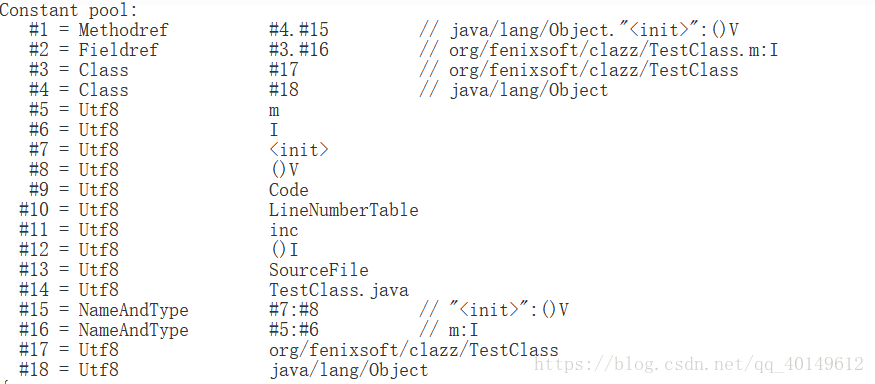 Constant pool:
#1 = Methodref #4.#15 // java/lang/Object."<init>":()V
#2 = Fieldref #3.#16 // org/fenixsoft/clazz/TestClass.m:I
#3 = Class #17 // org/fenixsoft/clazz/TestClass
#4 = Class #18 // java/lang/Object
#5 = Utf8 m
#6 = Utf8 I
#7 = Utf8 <init>
#8 = Utf8 ()V
#9 = Utf8 Code
#10 = Utf8 LineNumberTable
#11 = Utf8 inc
#12 = Utf8 ()I
#13 = Utf8 SourceFile
#14 = Utf8 TestClass.java
#15 = NameAndType #7:#8 // "<init>":()V
#16 = NameAndType #5:#6 // m:I
#17 = Utf8 org/fenixsoft/clazz/TestClass
#18 = Utf8 java/lang/Object
https://blog.csdn.net/qq_40149612